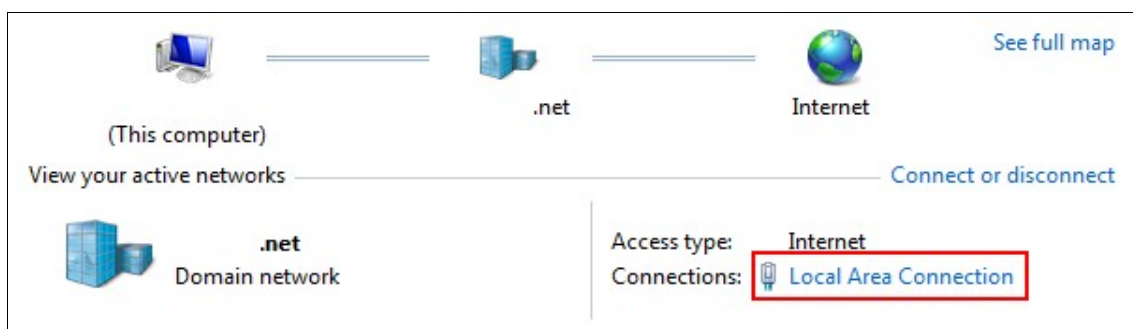 See full map
.net
Internet
(This computer)
View your active networks
Connect or disconnect
.net
Domain network
Access type: Internet
Connections: Local Area Connection